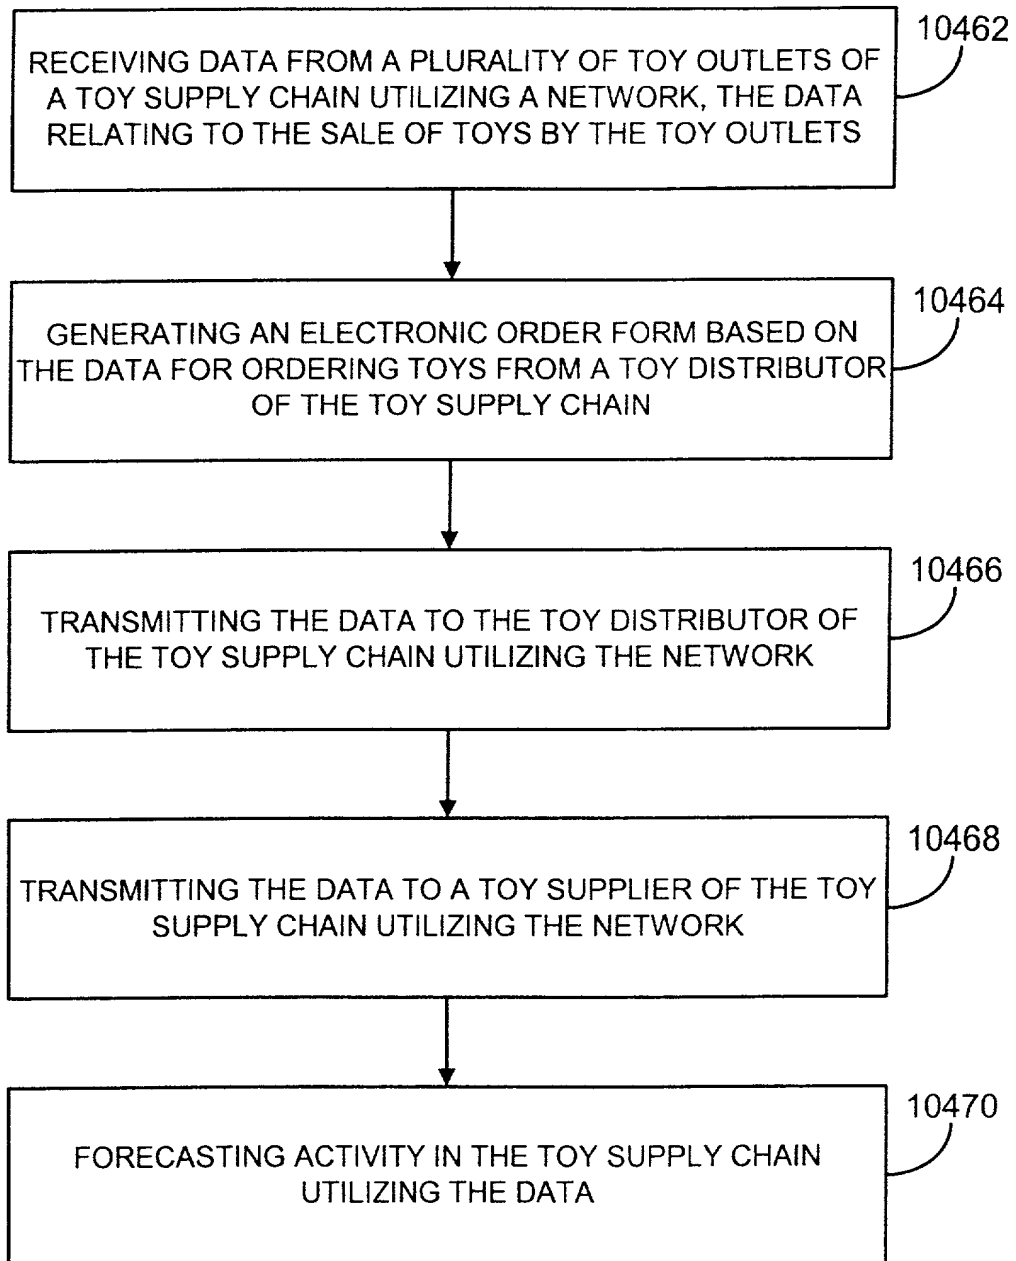 10462
RECEIVING DATA FROM A PLURALITY OF TOY OUTLETS OF
A TOY SUPPLY CHAIN UTILIZING A NETWORK, THE DATA
RELATING TO THE SALE OF TOYS BY THE TOY OUTLETS
10464
GENERATING AN ELECTRONIC ORDER FORM BASED ON
THE DATA FOR ORDERING TOYS FROM A TOY DISTRIBUTOR
OF THE TOY SUPPLY CHAIN
10466
TRANSMITTING THE DATA TO THE TOY DISTRIBUTOR OF
THE TOY SUPPLY CHAIN UTILIZING THE NETWORK
10468
TRANSMITTING THE DATA TO A TOY SUPPLIER OF THE TOY
SUPPLY CHAIN UTILIZING THE NETWORK
10470
FORECASTING ACTIVITY IN THE TOY SUPPLY CHAIN
UTILIZING THE DATA